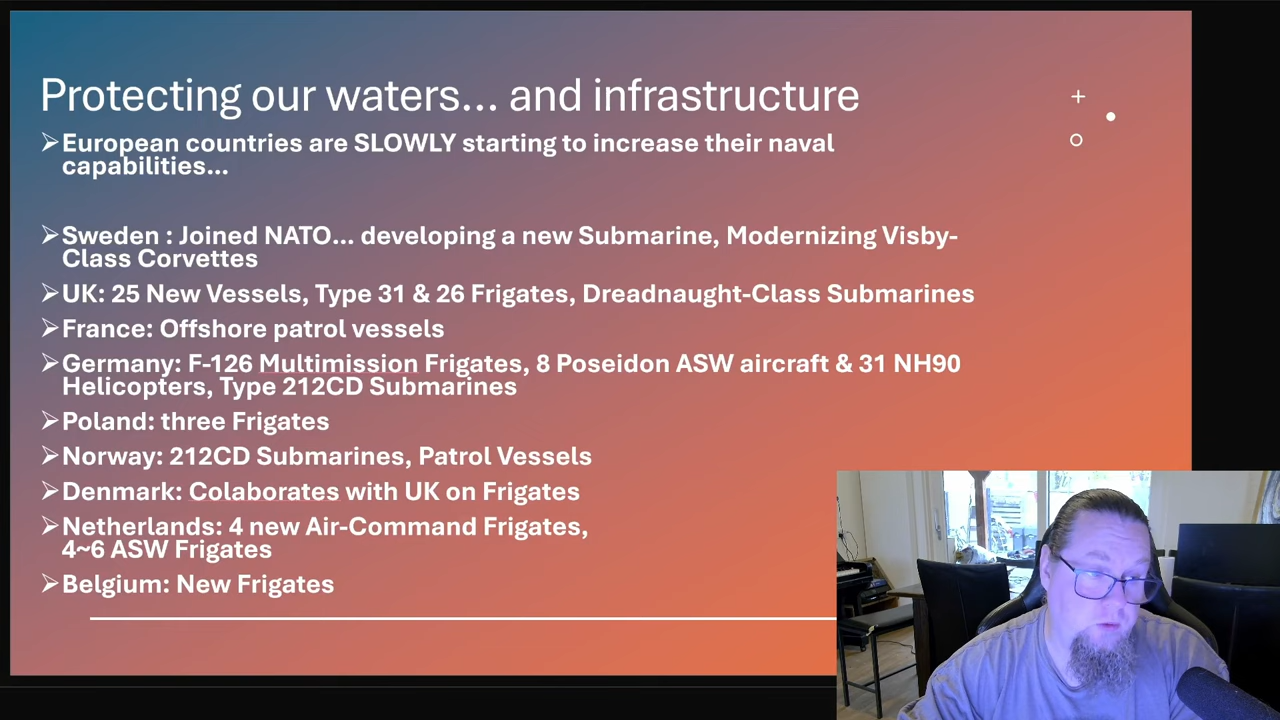 Protecting our waters... and infrastructure
European countries are SLOWLY starting to increase their naval
capabilities...
Sweden : Joined NATO... developing a new Submarine, Modernizing Visby-
Class Corvettes
UK: 25 New Vessels, Type 31 & 26 Frigates, Dreadnaught-Class Submarines
France: Offshore patrol vessels
Germany: F-126 Multimission Frigates, 8 Poseidon ASW aircraft & 31 NH90
Helicopters, Type 212CD Submarines
Poland: three Frigates
Norway: 212CD Submarines, Patrol Vessels
Denmark: Colaborates with UK on Frigates
Netherlands: 4 new Air-Command Frigates,
4~6 ASW Frigates
Belgium: New Frigates